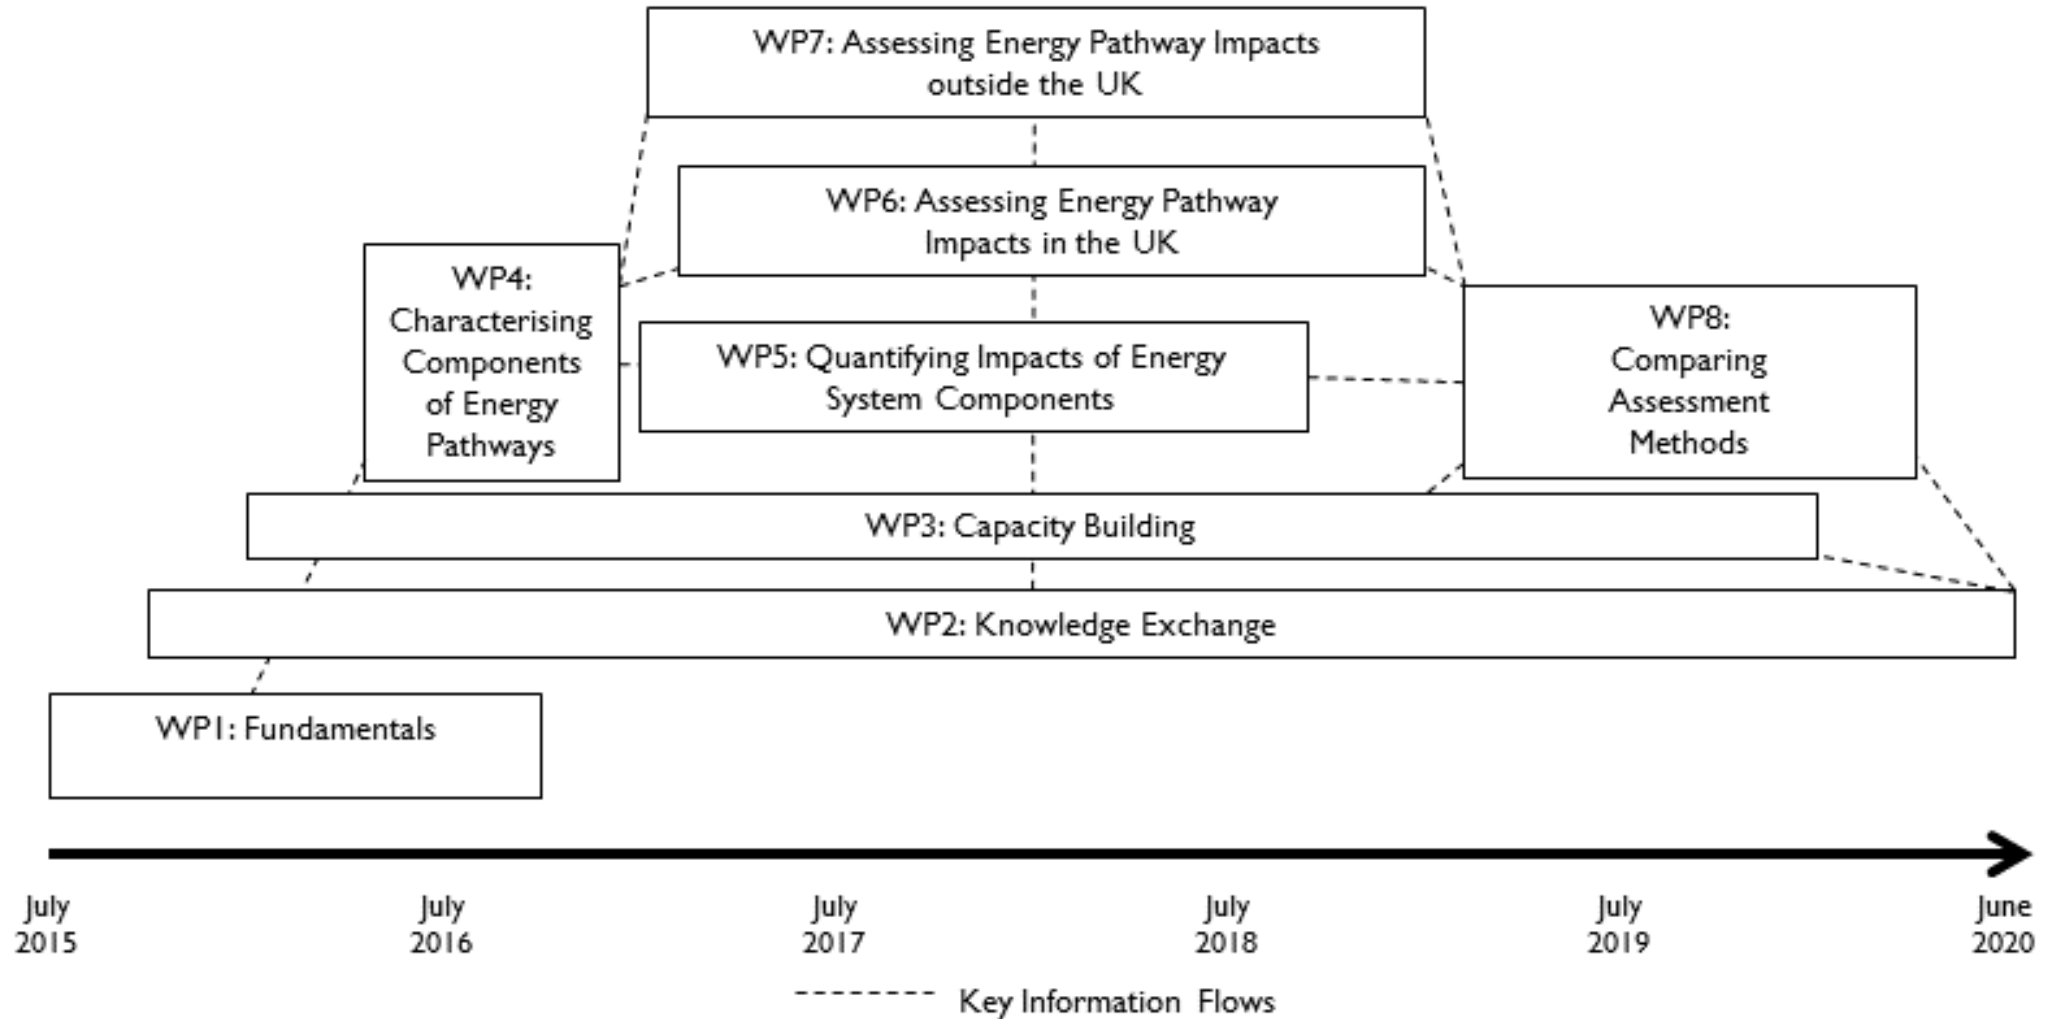 WP7: Assessing Energy Pathway Impacts
outside the UK
WP6: Assessing Energy Pathway
Impacts in the UK
WP4:
Characterising
Components
of Energy
Pathways
WP5: Quantifying Impacts of Energy
System Components
WP8:
Comparing
Assessment
Methods
WP3: Capacity Building
WP2: Knowledge Exchange
WP1: Fundamentals
July
2015
July
2016
July
2017
July
2018
July
2019
June
2020
Key Information Flows